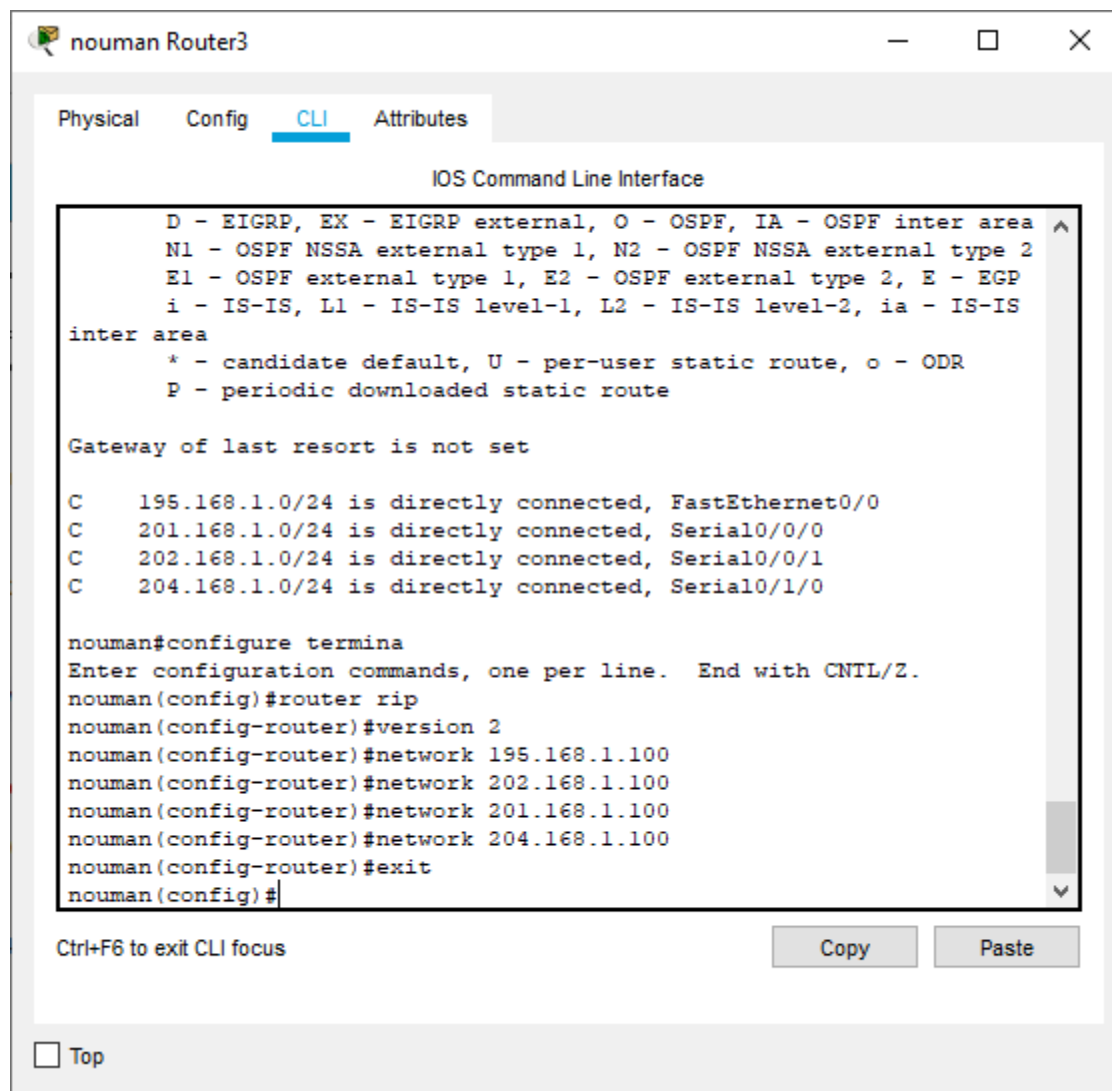 nouman Router3
Physical Config CLI Attributes
IOS Command Line Interface
D - EIGRP, EX - EIGRP external, O - OSPF, IA - OSPF inter area
N1 - OSPF NSSA external type 1, N2 - OSPF NSSA external type 2
E1 - OSPF external type 1, E2 - OSPF external type 2, E - EGP
i - IS-IS, L1 - IS-IS level-1, L2 - IS-IS level-2, ia - IS-IS
inter area
* - candidate default, U - per-user static route, o - ODR
P - periodic downloaded static route
Gateway of last resort is not set
C 195.168.1.0/24 is directly connected, FastEthernet0/0
C 201.168.1.0/24 is directly connected, Serial0/0/0
C 202.168.1.0/24 is directly connected, Serial0/0/1
C 204.168.1.0/24 is directly connected, Serial0/1/0
nouman#configure termina
Enter configuration commands, one per line. End with CNTL/Z.
nouman(config)#router rip
nouman(config-router)#version 2
nouman(config-router)#network 195.168.1.100
nouman(config-router)#network 202.168.1.100
nouman(config-router)#network 201.168.1.100
nouman(config-router)#network 204.168.1.100
nouman(config-router)#exit
nouman(config)#
Ctrl+F6 to exit CLI focus
Copy Paste
Top